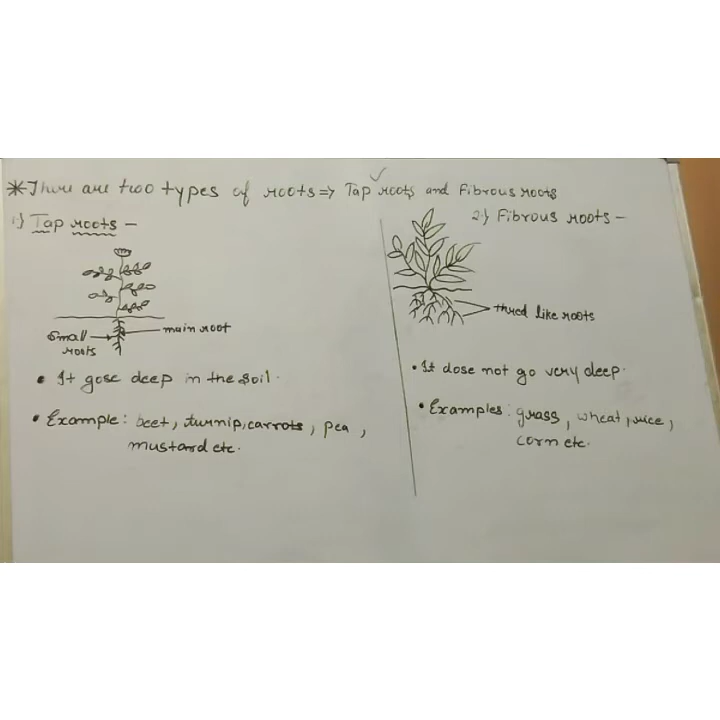 *There are two types of roots => Tap roots and Fibrous roots
1.) Tap roots –
main root
Small roots
• It gose deep in the soil.
• Example: beet, turnip, carrots, pea,
mustard etc.
2.) Fibrous roots –
thred like roots
• It dose not go very deep.
• Examples: grass, wheat, rice,
corn etc.